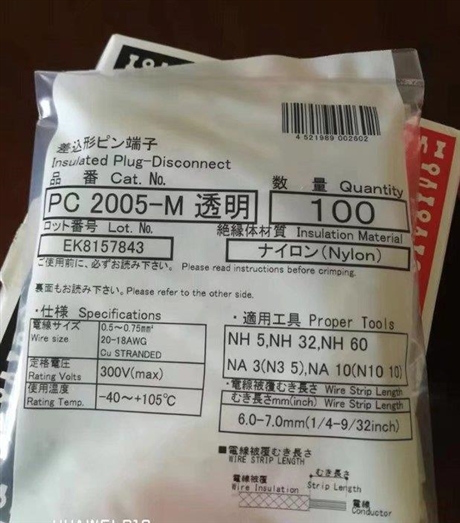 4 521969 002602
差込形ピン端子
Insulated Plug-Disconnect
品 番 Cat. No.
数 量 Quantity
PC 2005-M 透明
100
ロット番号 Lot. No.
絶縁体材質 Insulation Material
EK8157843
ナイロン(Nylon)
ご使用前に、必ずお読み下さい。 Please read instructions before crimping.
裏面もお読み下さい。Please refer to the other side.
・仕様 Specifications
電線サイズ
Wire size
0.5~0.75mm²
20-18AWG
Cu STRANDED
定格電圧
Rating Volts
300V(max)
使用温度
Rating Temp.
-40~+105℃
・適用工具 Proper Tools
NH 5,NH 32,NH 60
NA 3(N3 5),NA 10(N10 10)
・電線被覆むき長さ Wire Strip Length
むき長さmm(inch) Wire Strip Length
6.0-7.0mm(1/4-9/32inch)
■電線被覆むき長さ
WIRE STRIP LENGTH
むき長さ
Strip Length
電線被覆
Wire Insulation
電線
Conductor